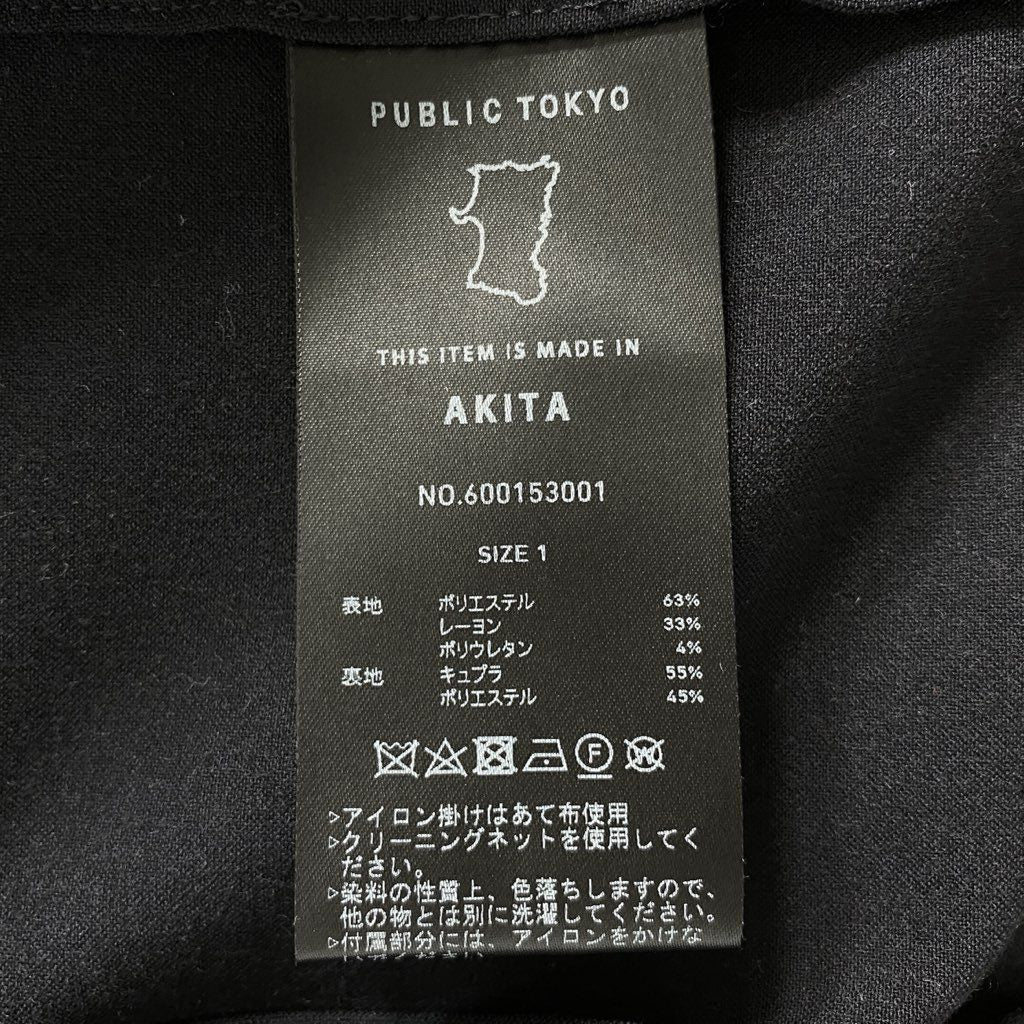 PUBLIC TOKYO
THIS ITEM IS MADE IN
AKITA
NO.600153001
SIZE 1
表地 ポリエステル 63%
レーヨン 33%
ポリウレタン 4%
裏地 キュプラ 55%
ポリエステル 45%
F W
▷アイロン掛けはあて布使用
▷クリーニングネットを使用してく
ださい。
▷染料の性質上、色落ちしますので、
他の物とは別に洗濯してください。
▷付属部分には、アイロンをかけな